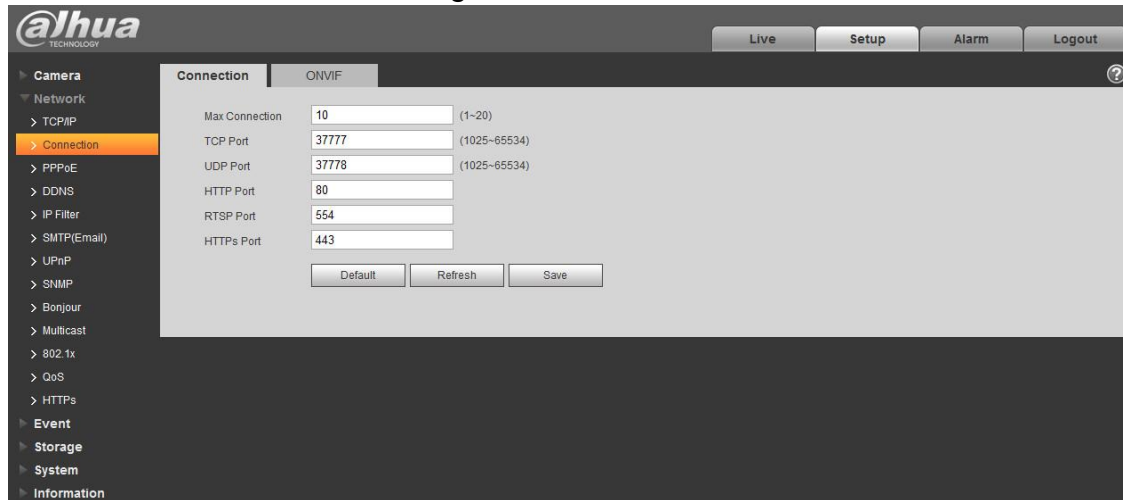 alhua
TECHNOLOGY
Live
Setup
Alarm
Logout
Camera
Network
TCP/IP
Connection
PPPoE
DDNS
IP Filter
SMTP(Email)
UPnP
SNMP
Bonjour
Multicast
802.1x
QoS
HTTPs
Event
Storage
System
Information
Connection
ONVIF
?
Max Connection 10 (1~20)
TCP Port 37777 (1025~65534)
UDP Port 37778 (1025~65534)
HTTP Port 80
RTSP Port 554
HTTPs Port 443
Default Refresh Save